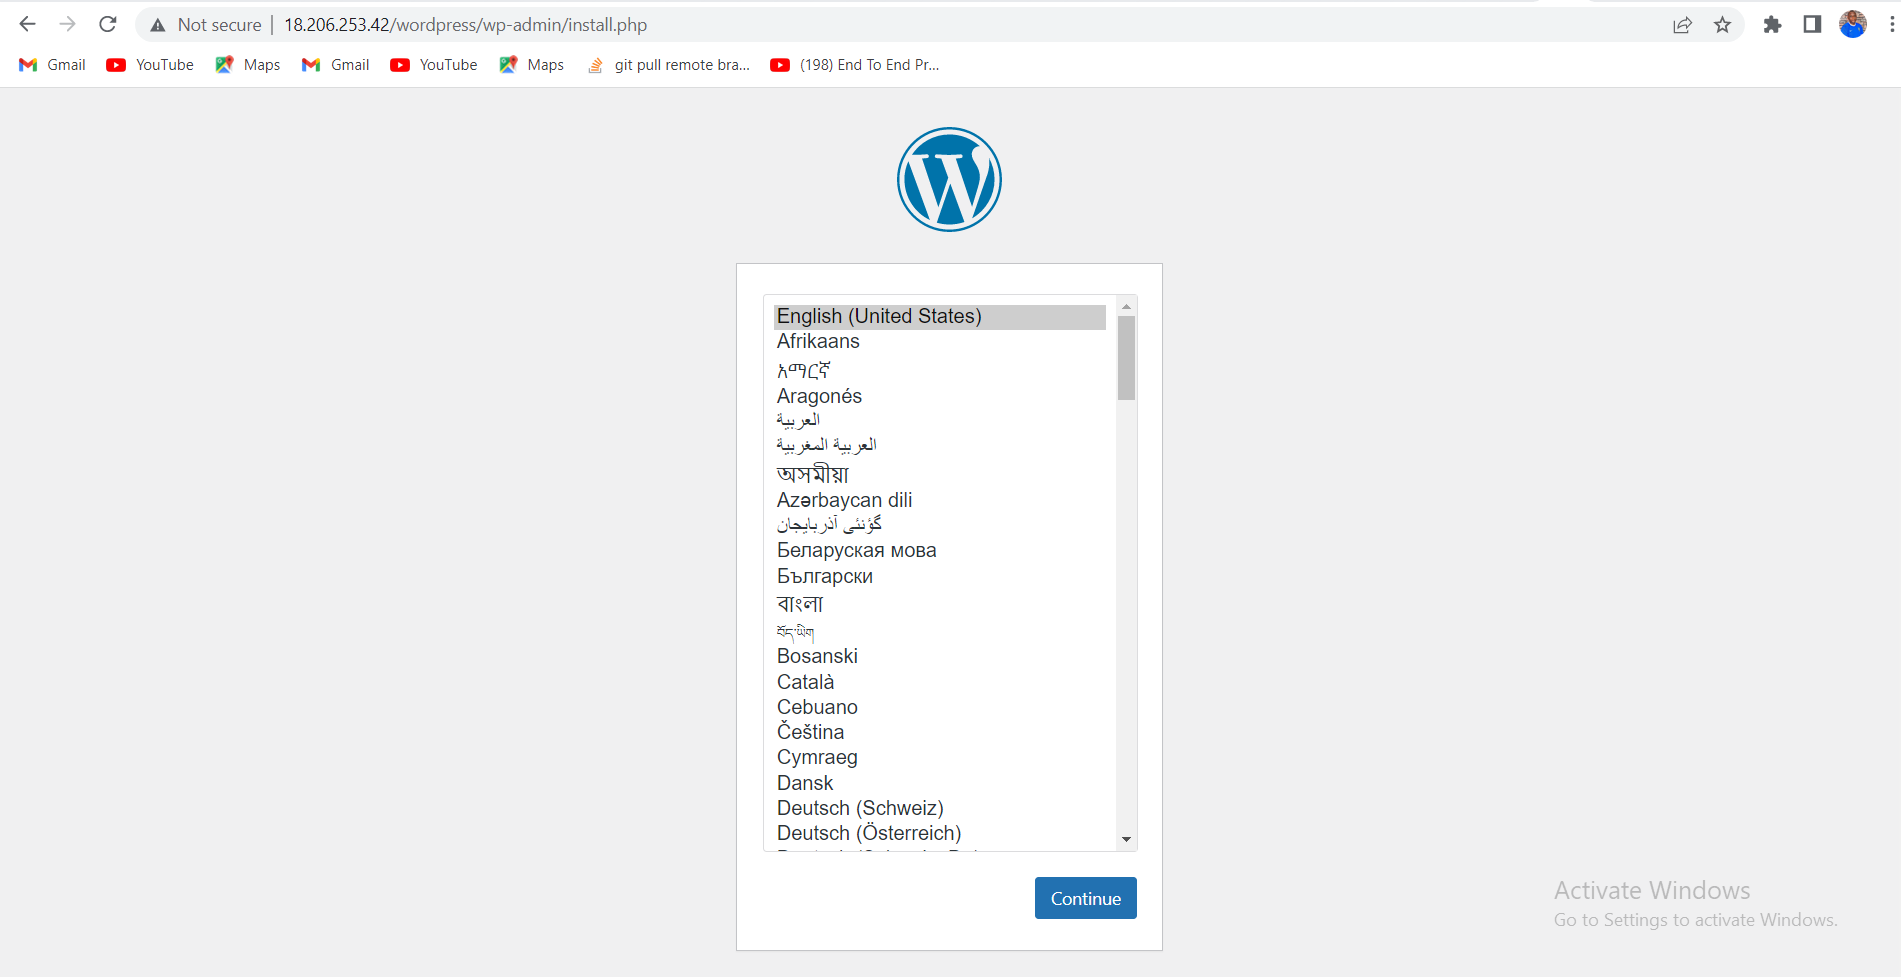 Not secure | 18.206.253.42/wordpress/wp-admin/install.php
Gmail YouTube Maps Gmail YouTube Maps git pull remote bra... (198) End To End Pr...
English (United States)
Afrikaans
አማርኛ
Aragonés
العربية
العربية المغربية
অসমীয়া
Azərbaycan dili
گؤنئی آذربایجان
Беларуская мова
Български
বাংলা
བོད་ཡིག
Bosanski
Català
Cebuano
Čeština
Cymraeg
Dansk
Deutsch (Schweiz)
Deutsch (Österreich)
Continue
Activate Windows
Go to Settings to activate Windows.